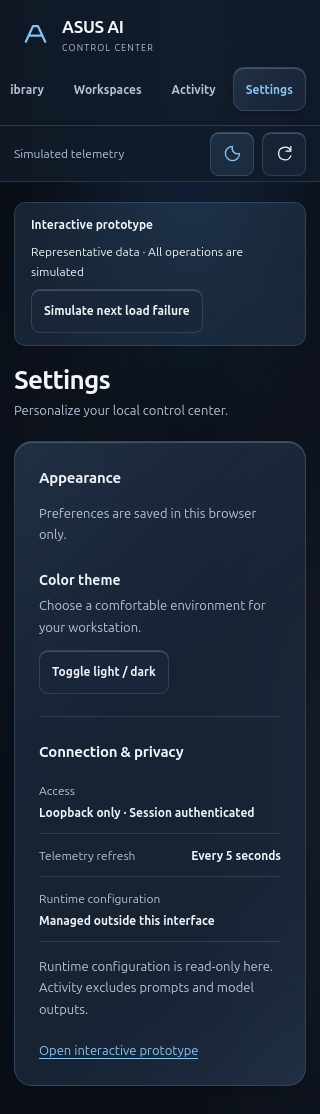 ASUS AI
CONTROL CENTER
ibrary
Workspaces
Activity
Settings
Simulated telemetry
Interactive prototype
Representative data · All operations are
simulated
Simulate next load failure
Settings
Personalize your local control center.
Appearance
Preferences are saved in this browser
only.
Color theme
Choose a comfortable environment for
your workstation.
Toggle light / dark
Connection & privacy
Access
Loopback only · Session authenticated
Telemetry refresh
Every 5 seconds
Runtime configuration
Managed outside this interface
Runtime configuration is read-only here.
Activity excludes prompts and model
outputs.
Open interactive prototype